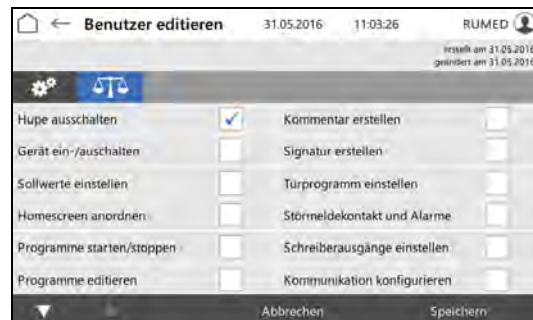 Benutzer editieren 31.05.2016 11:03:26 RUMED
erstellt am 31.05.2016
geändert am 31.05.2016
Hupe ausschalten Kommentar erstellen
Gerät ein-/auschalten Signatur erstellen
Sollwerte einstellen Türprogramm einstellen
Homescreen anordnen Störmeldekontakt und Alarme
Programme starten/stoppen Schreiberausgänge einstellen
Programme editieren Kommunikation konfigurieren
Abbrechen Speichern